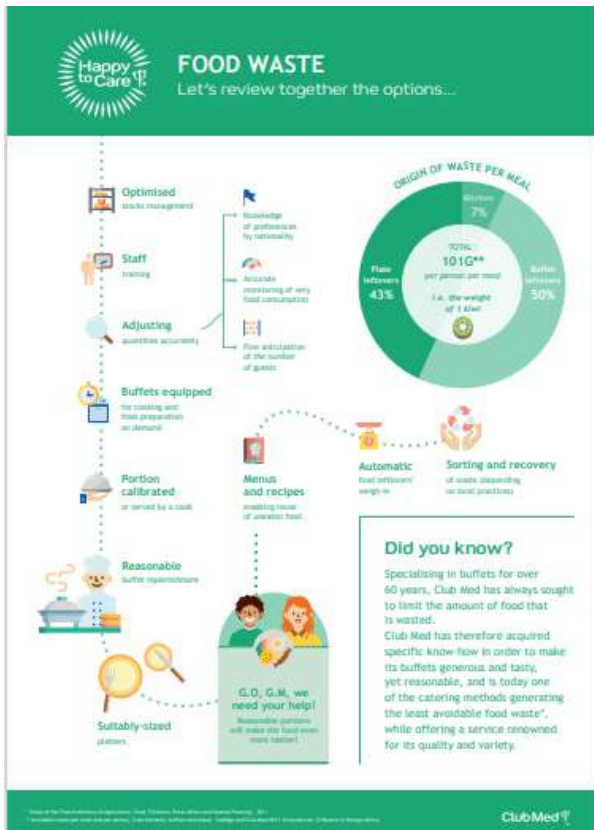 Happy
to Care
FOOD WASTE
Let's review together the options...
ORIGIN OF WASTE PER MEAL
Kitchen
7%
TOTAL :
101G**
per person per meal
i.e. the weight
of 1 kiwi
Plate
leftovers
43%
Buffet
leftovers
50%
Optimised
stocks management
Staff
training
Adjusting
quantities accurately
Knowledge
of preferences
by nationality
Accurate
monitoring of very
food consumption
Fine anticipation
of the number
of guests
Buffets equipped
for cooking and
final preparation
on demand
Portion
calibrated
or served by a cook
Reasonable
buffet replenishment
Suitably-sized
platters
G.O, G.M, we
need your help!
Reasonable portions
will make the food even
more tastier!
Menus
and recipes
enabling reuse
of uneaten food
Automatic
food leftovers'
weigh-in
Sorting and recovery
of waste (depending
on local practices)
Did you know?
Specialising in buffets for over
60 years, Club Med has always sought
to limit the amount of food that
is wasted.
Club Med has therefore acquired
specific know how in order to make
its buffets generous and tasty,
yet reasonable, and is today one
of the catering methods generating
the least avoidable food waste*,
while offering a service renowned
for its quality and variety.
Club Med